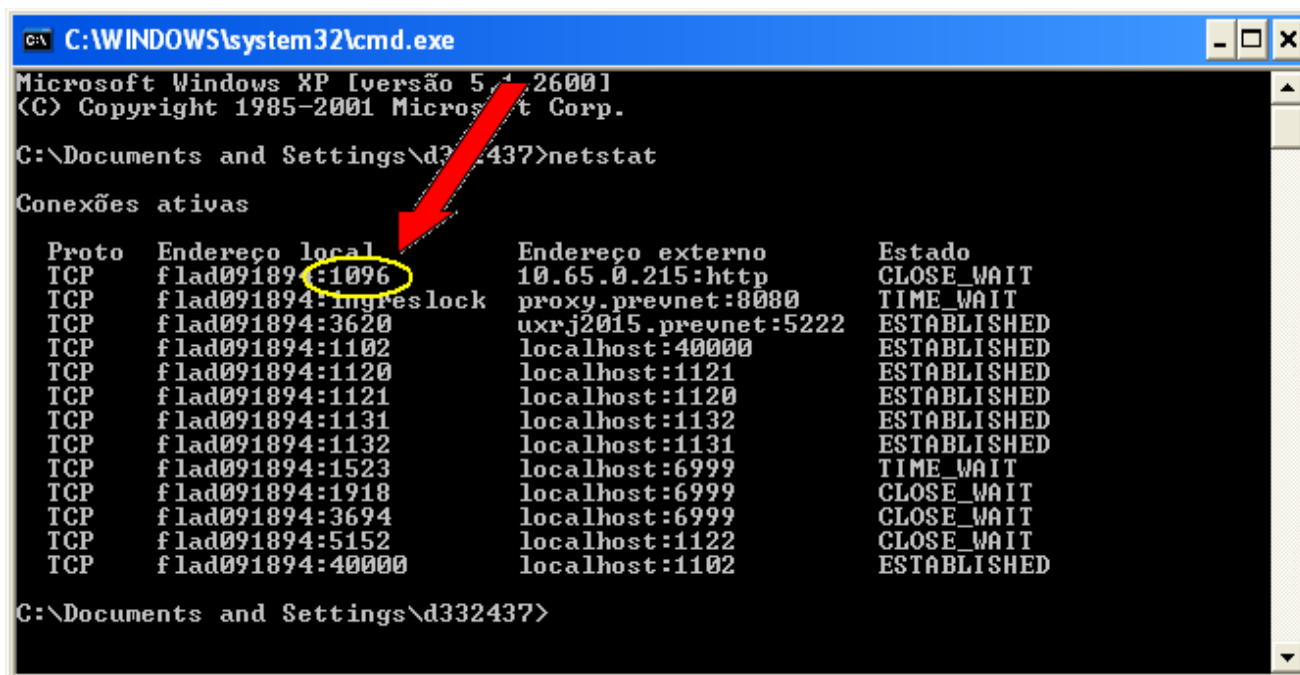 C:\WINDOWS\system32\cmd.exe
Microsoft Windows XP [versão 5.1.2600]
(C) Copyright 1985-2001 Microsoft Corp.
C:\Documents and Settings\d332437>netstat
Conexões ativas
Proto Endereço local Endereço externo Estado
TCP flad091894:1096 10.65.0.215:http CLOSE_WAIT
TCP flad091894:ingreslock proxy.prevnet:8080 TIME_WAIT
TCP flad091894:3620 uxrj2015.prevnet:5222 ESTABLISHED
TCP flad091894:1102 localhost:40000 ESTABLISHED
TCP flad091894:1120 localhost:1121 ESTABLISHED
TCP flad091894:1121 localhost:1120 ESTABLISHED
TCP flad091894:1131 localhost:1132 ESTABLISHED
TCP flad091894:1132 localhost:1131 ESTABLISHED
TCP flad091894:1523 localhost:6999 TIME_WAIT
TCP flad091894:1918 localhost:6999 CLOSE_WAIT
TCP flad091894:3694 localhost:6999 CLOSE_WAIT
TCP flad091894:5152 localhost:1122 CLOSE_WAIT
TCP flad091894:40000 localhost:1102 ESTABLISHED
C:\Documents and Settings\d332437>